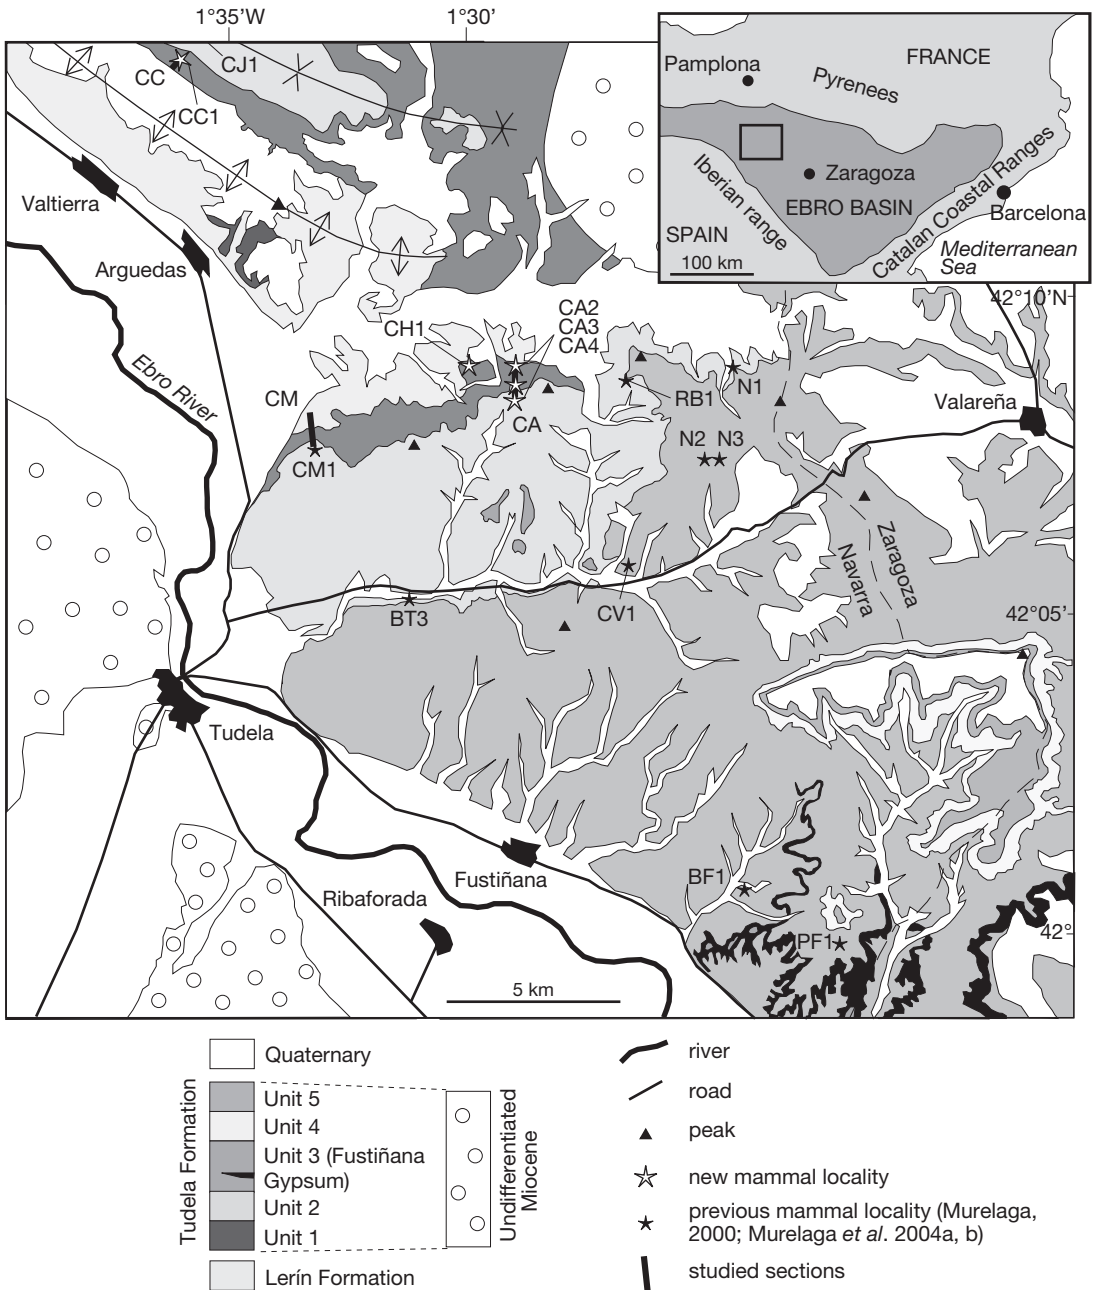 1°35'W
1°30'
CC
CJ1
CC1
Valtierra
Arguedas
Ebro River
CH1
CA2
CA3
CA4
CM
CM1
CA
RB1
N1
N2
N3
Valareña
BT3
CV1
Navarra
Zaragoza
42°10'N
42°05'
42°
Tudela
Fustiñana
Ribaforada
BF1
PF1
5 km
Pamplona
FRANCE
Pyrenees
Zaragoza
EBRO BASIN
Iberian range
Catalan Coastal Ranges
Barcelona
SPAIN
100 km
Mediterranean
Sea
Quaternary
Tudela Formation
Unit 5
Unit 4
Unit 3 (Fustiñana
Gypsum)
Unit 2
Unit 1
Lerín Formation
Undifferentiated
Miocene
river
road
peak
new mammal locality
previous mammal locality (Murelaga,
2000; Murelaga et al. 2004a, b)
studied sections